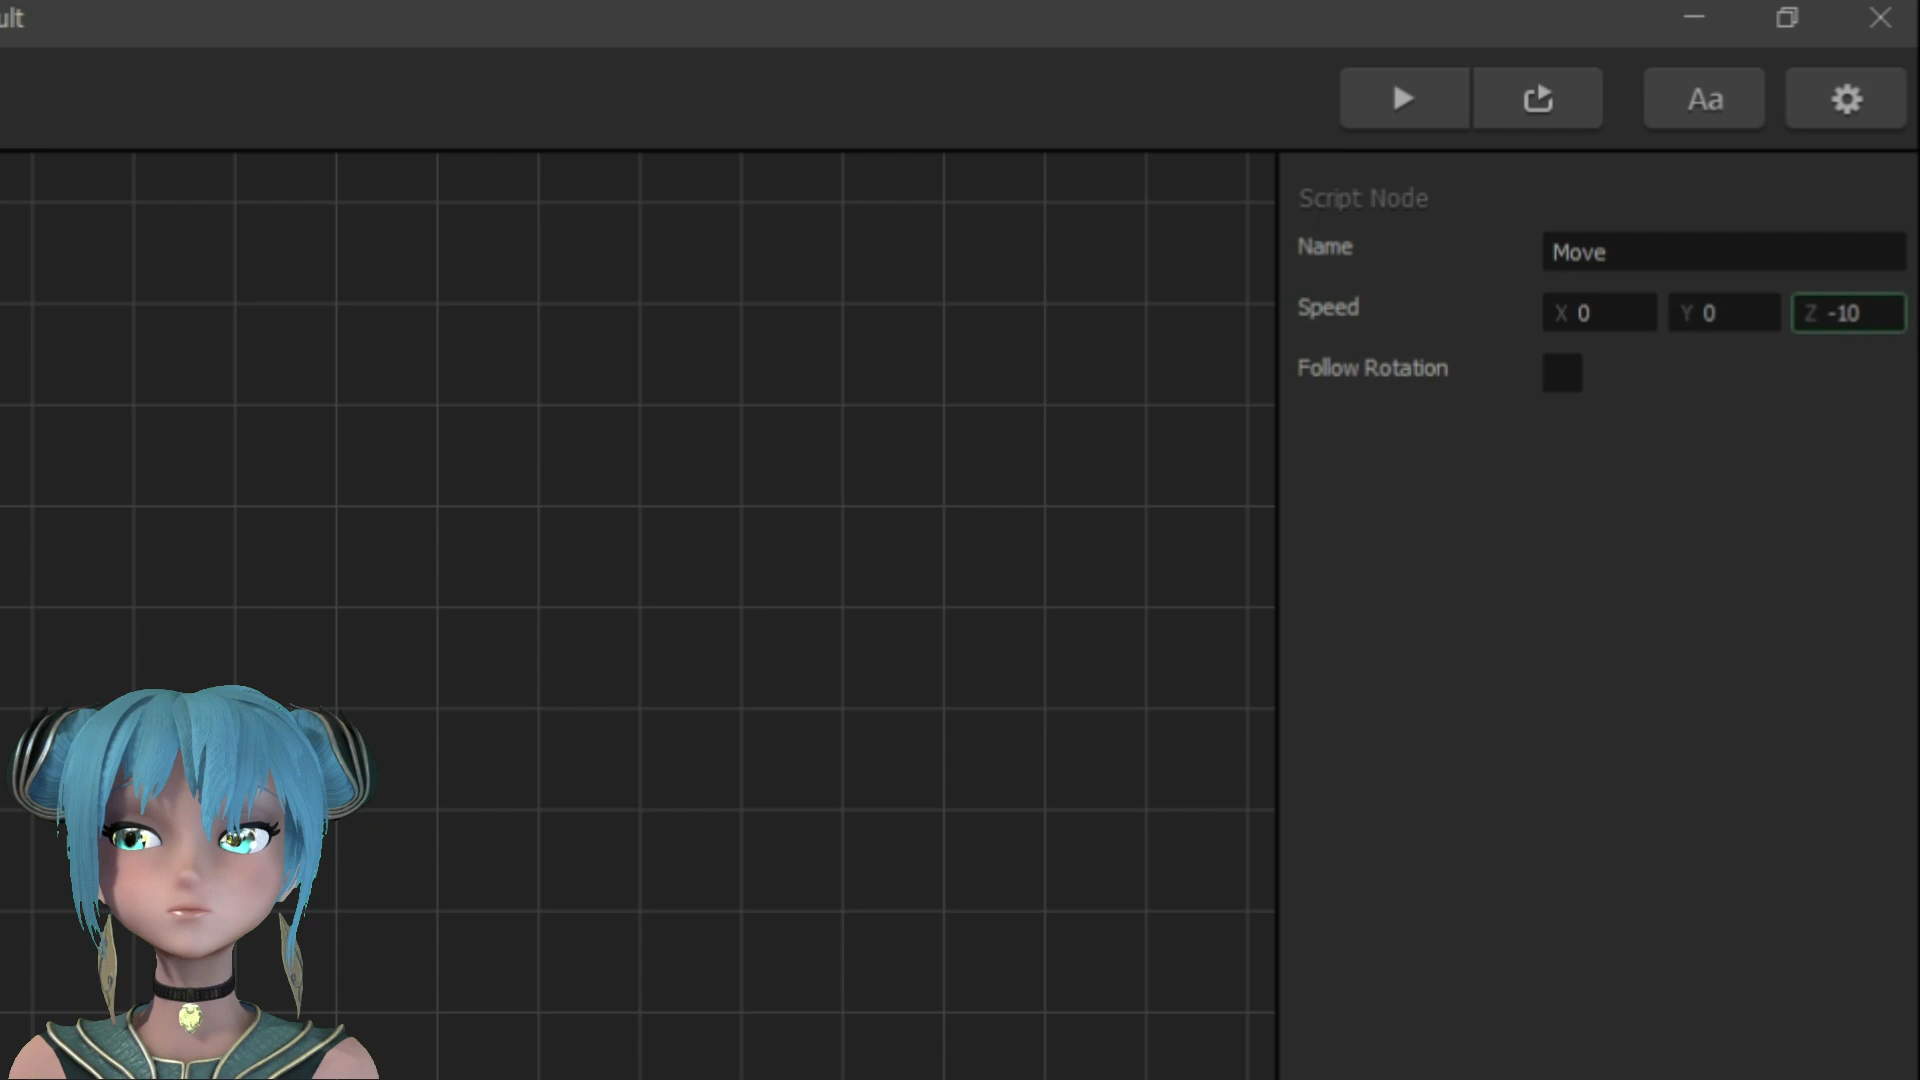 ult
Aa
Script Node
Name Move
Speed X 0 Y 0 Z -10
Follow Rotation